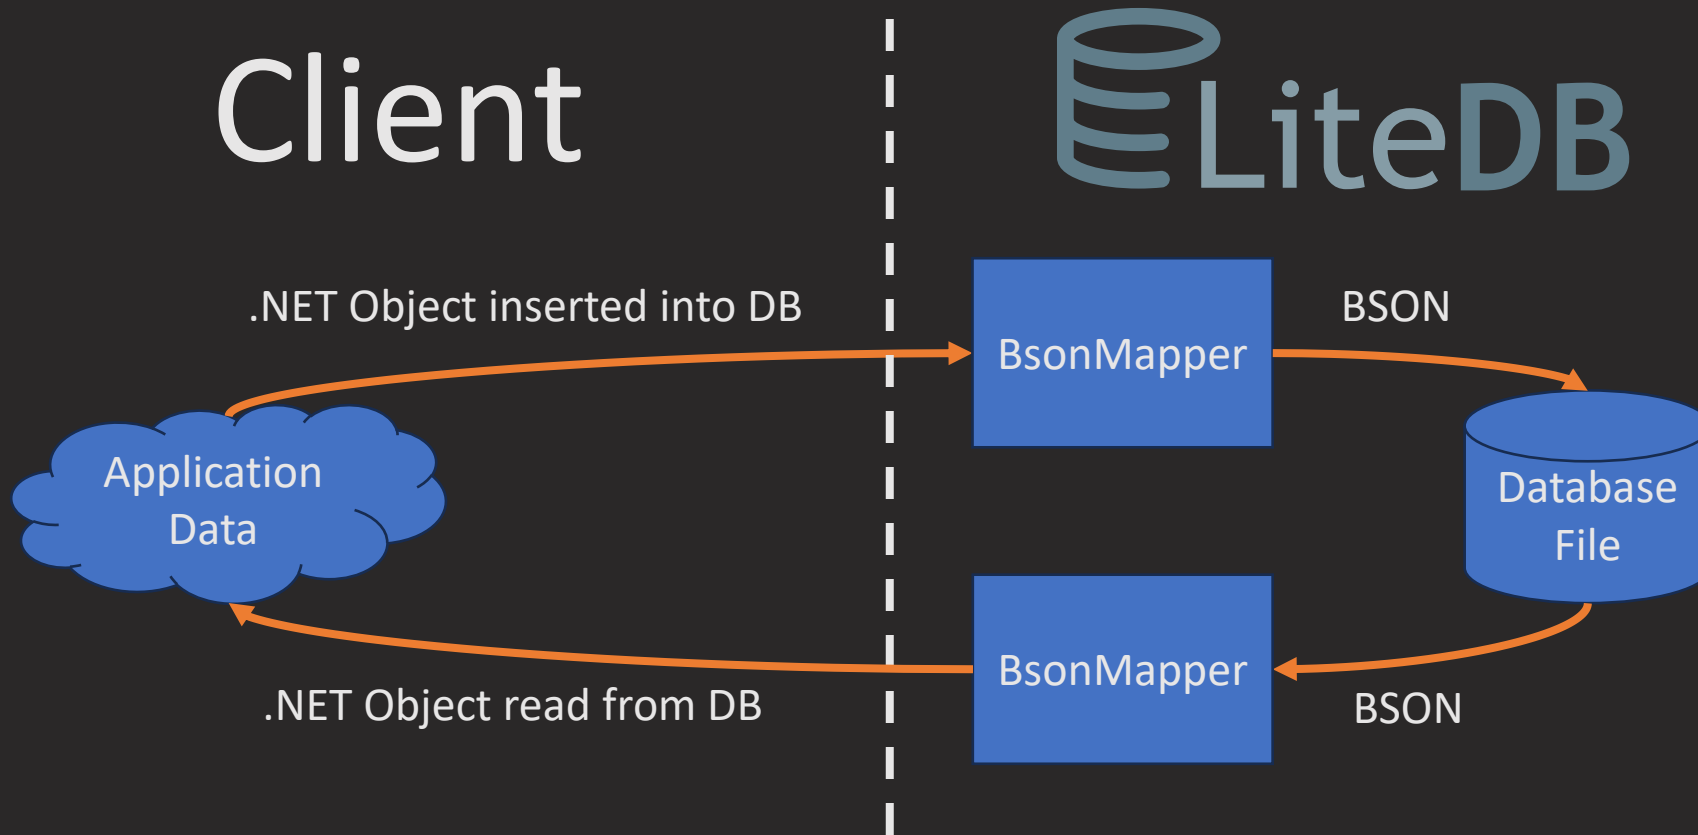 Client
LiteDB
.NET Object inserted into DB
BsonMapper
BSON
Application
Data
Database
File
BsonMapper
.NET Object read from DB
BSON